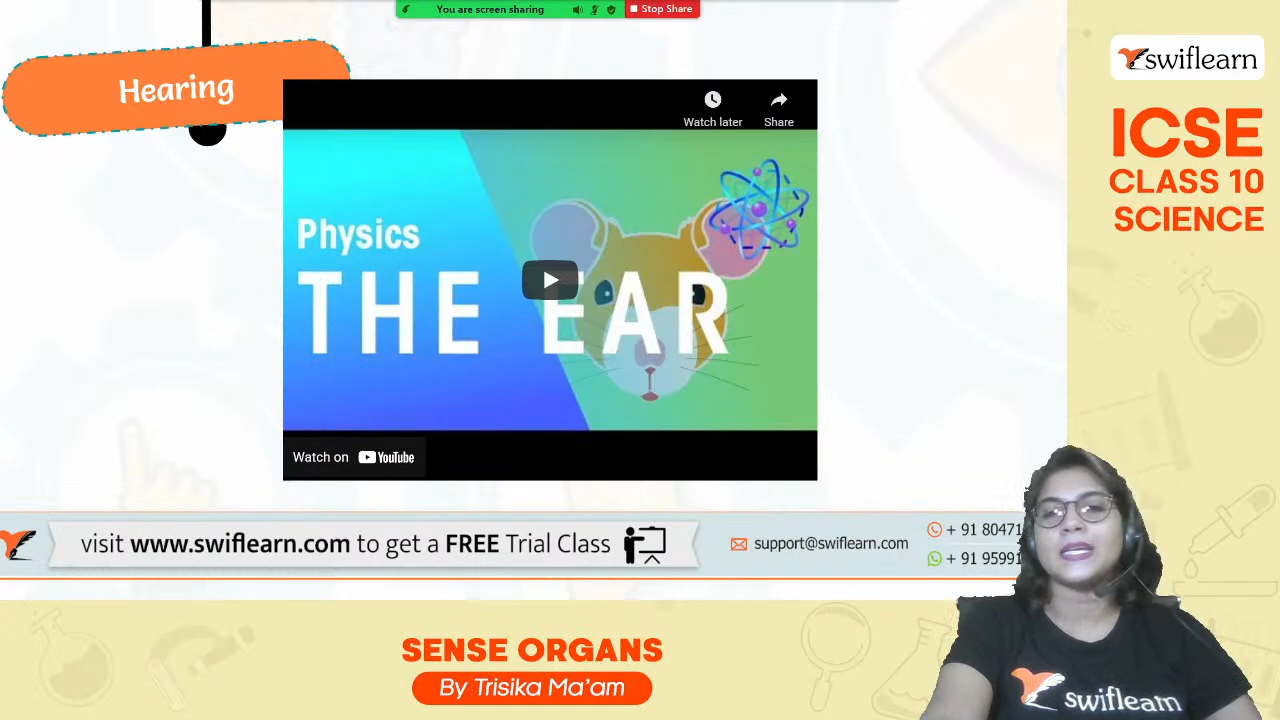 You are screen sharing
Stop Share
Hearing
Watch later
Share
Physics
THE EAR
Watch on YouTube
swiflearn
ICSE
CLASS 10
SCIENCE
visit www.swiflearn.com to get a FREE Trial Class
support@swiflearn.com
+ 91 80471
+ 91 95991
SENSE ORGANS
By Trisika Ma'am
swiflearn